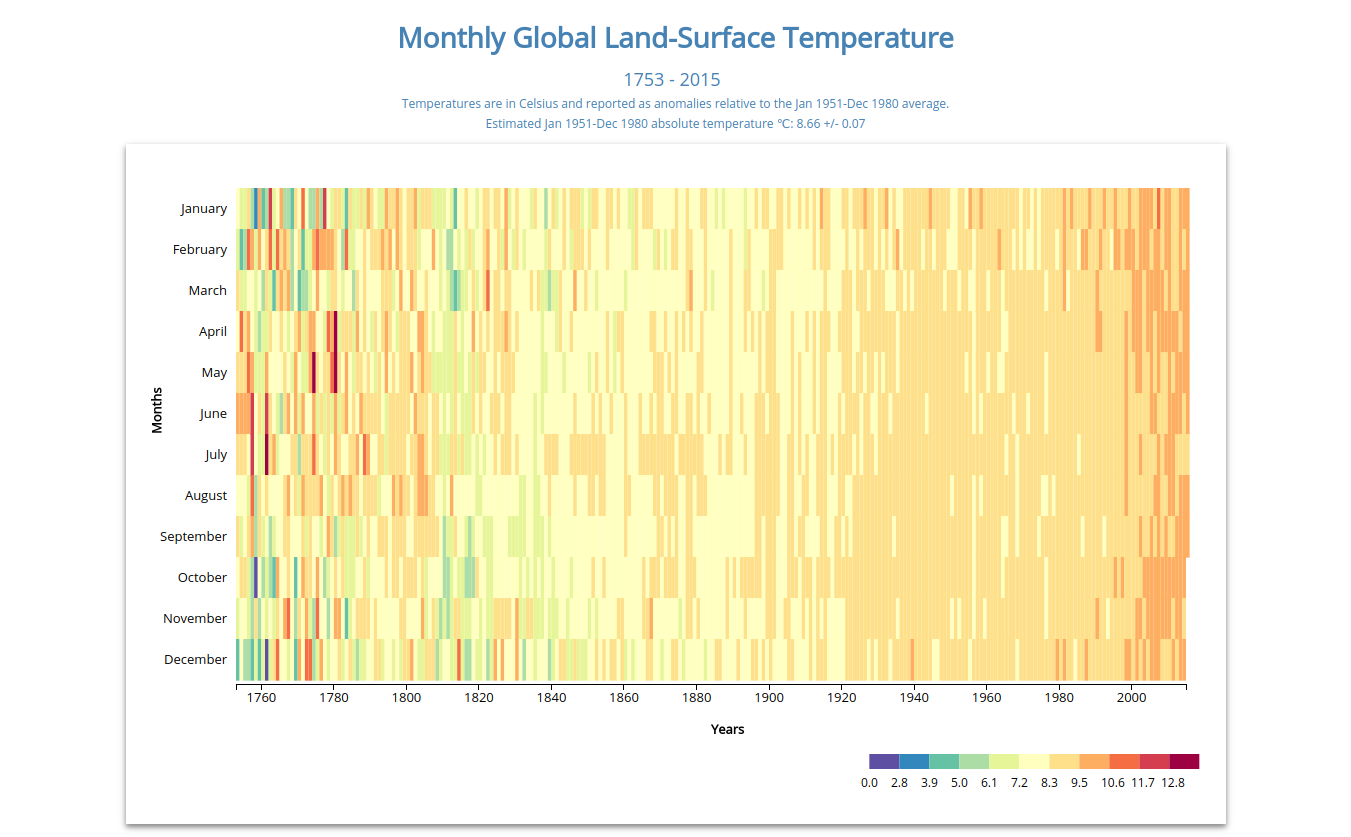 Monthly Global Land-Surface Temperature
1753 - 2015
Temperatures are in Celsius and reported as anomalies relative to the Jan 1951-Dec 1980 average.
Estimated Jan 1951-Dec 1980 absolute temperature ℃: 8.66 +/- 0.07
January
February
March
April
May
June
July
August
September
October
November
December
Months
1760 1780 1800 1820 1840 1860 1880 1900 1920 1940 1960 1980 2000
Years
0.0 2.8 3.9 5.0 6.1 7.2 8.3 9.5 10.6 11.7 12.8